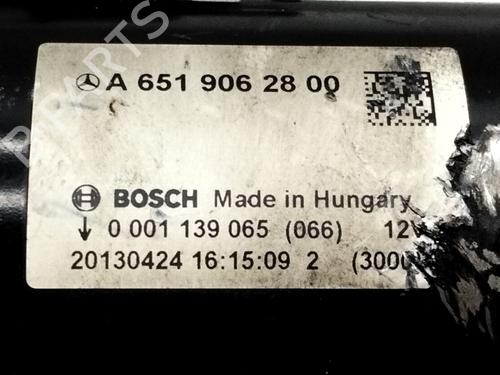 A 651 906 28 00
BOSCH Made in Hungary
0 001 139 065 (066) 12V
20130424 16:15:09 2 (300
PARTS